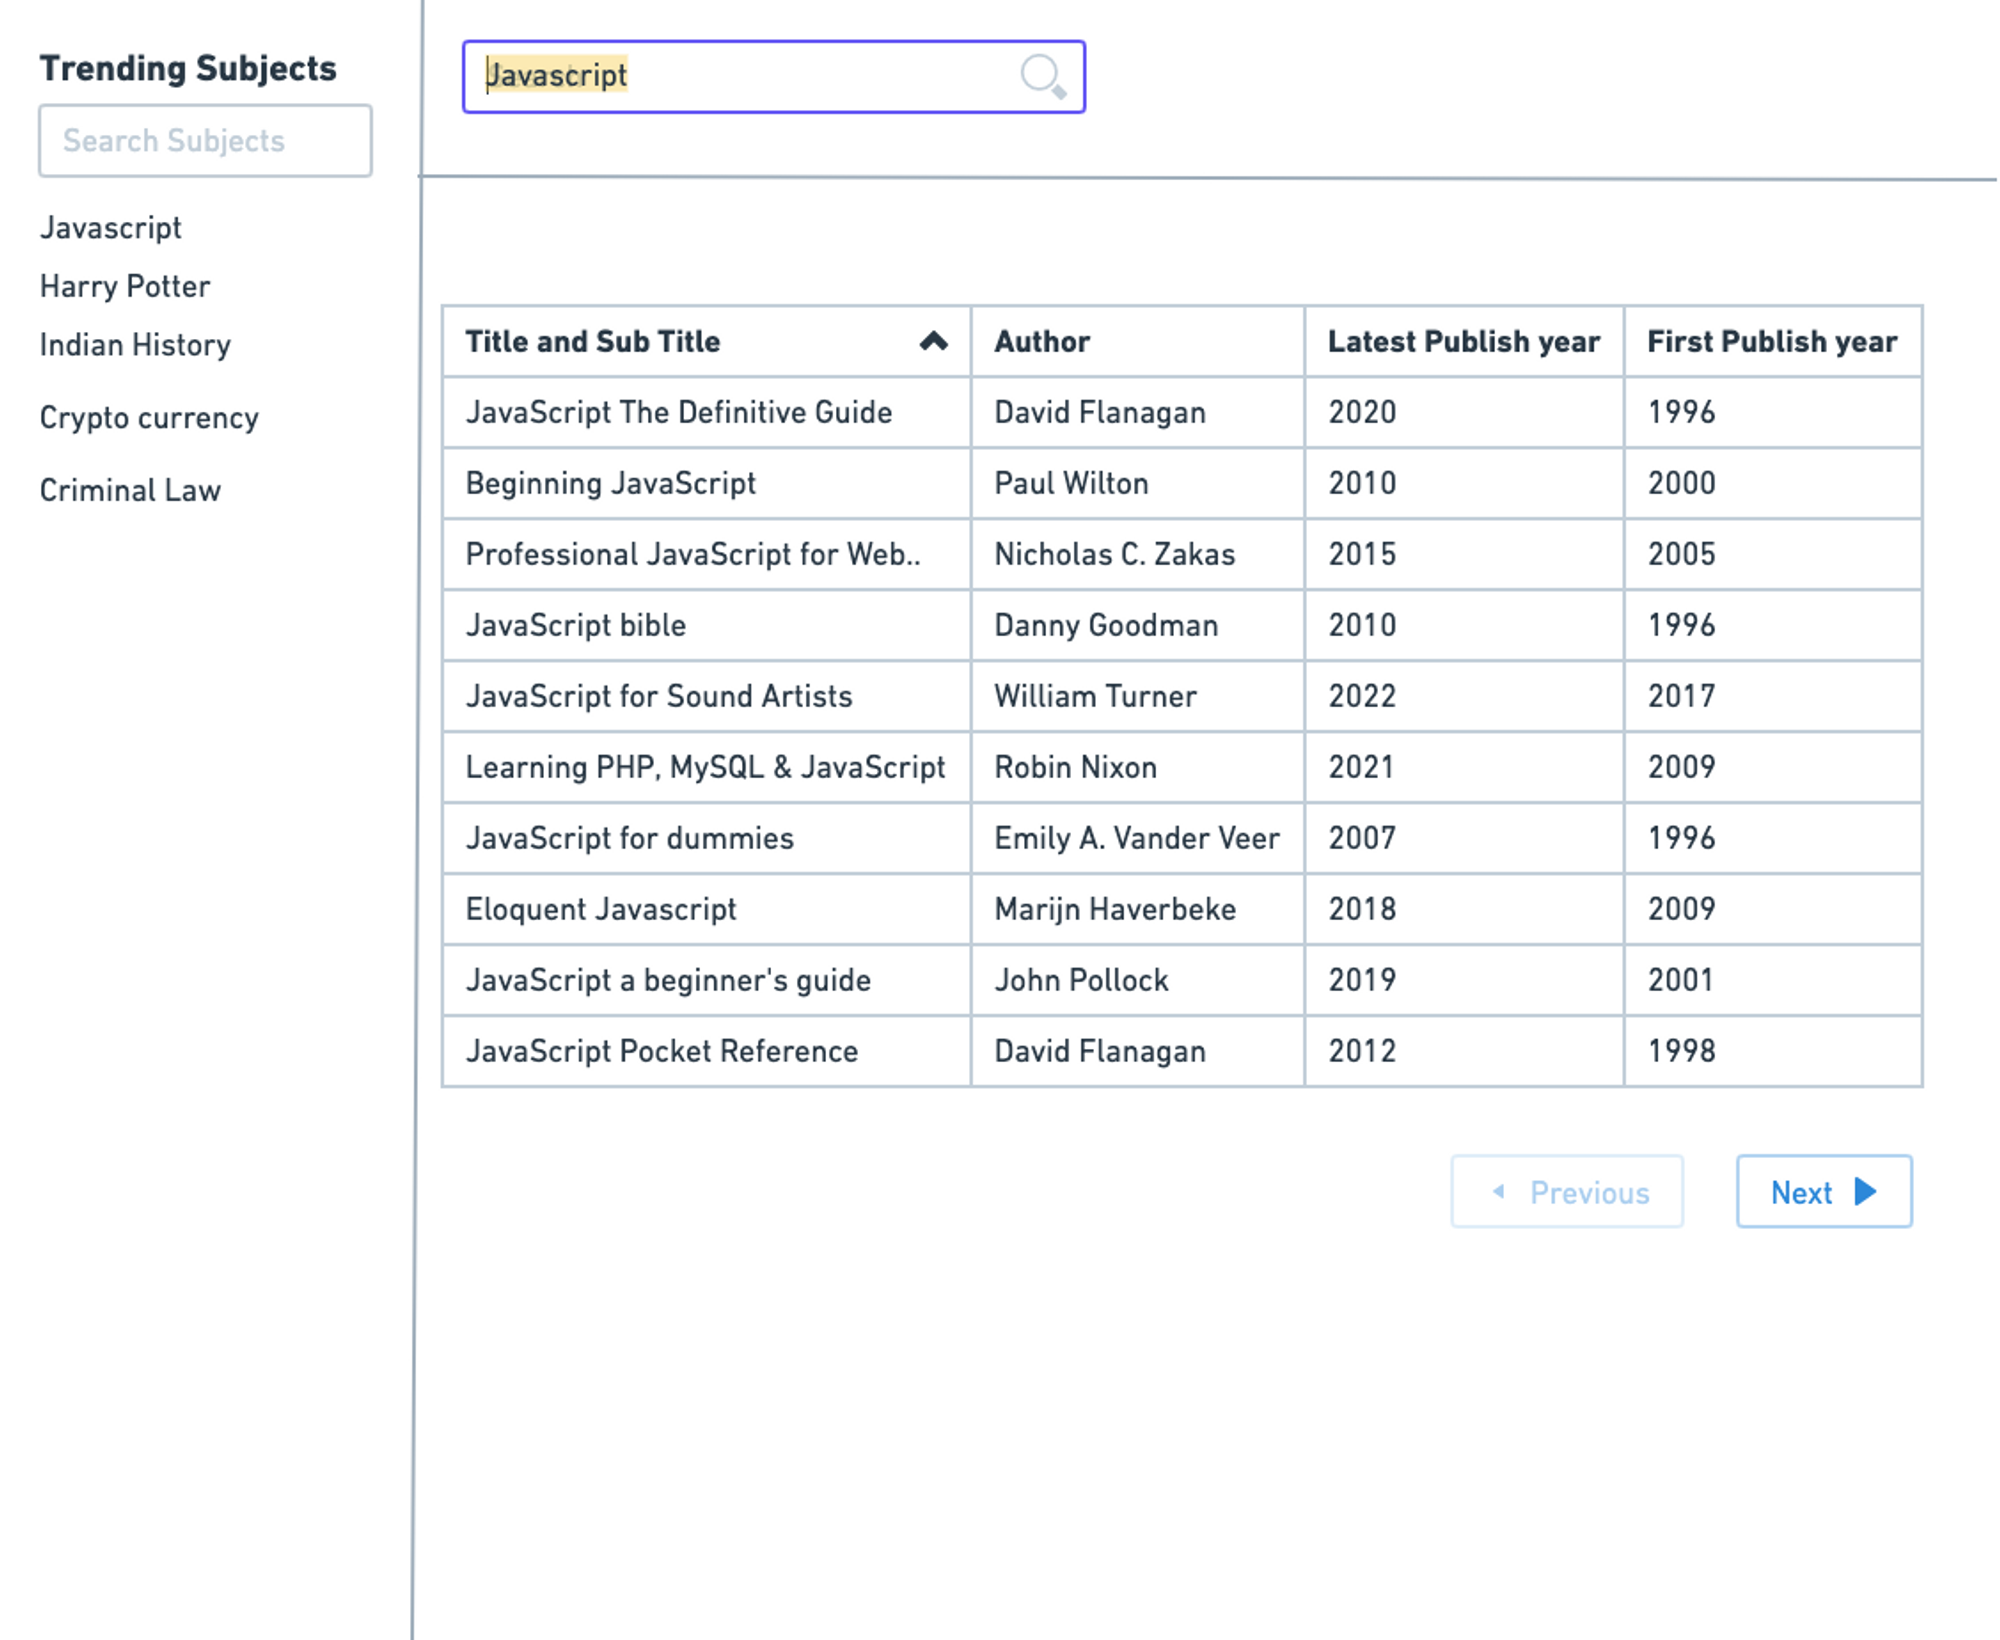 Trending Subjects
Search Subjects
Javascript
Harry Potter
Indian History
Crypto currency
Criminal Law
Javascript
Title and Sub Title Author Latest Publish year First Publish year
JavaScript The Definitive Guide David Flanagan 2020 1996
Beginning JavaScript Paul Wilton 2010 2000
Professional JavaScript for Web.. Nicholas C. Zakas 2015 2005
JavaScript bible Danny Goodman 2010 1996
JavaScript for Sound Artists William Turner 2022 2017
Learning PHP, MySQL & JavaScript Robin Nixon 2021 2009
JavaScript for dummies Emily A. Vander Veer 2007 1996
Eloquent Javascript Marijn Haverbeke 2018 2009
JavaScript a beginner's guide John Pollock 2019 2001
JavaScript Pocket Reference David Flanagan 2012 1998
Previous Next